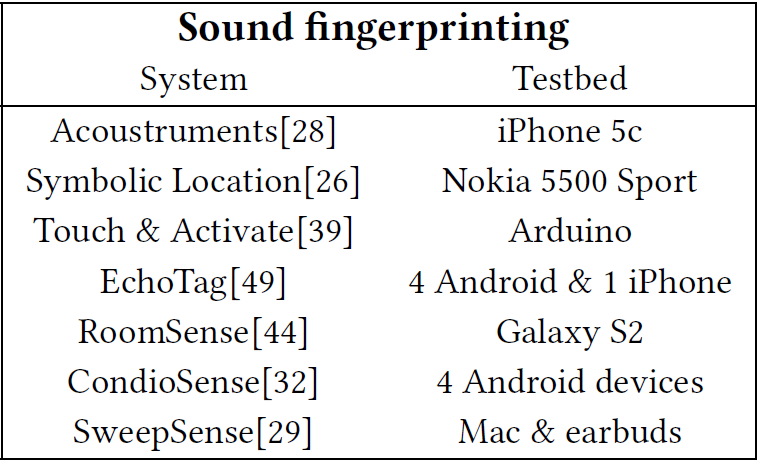 Sound fingerprinting
System Testbed
Acoustruments[28] iPhone 5c
Symbolic Location[26] Nokia 5500 Sport
Touch & Activate[39] Arduino
EchoTag[49] 4 Android & 1 iPhone
RoomSense[44] Galaxy S2
CondioSense[32] 4 Android devices
SweepSense[29] Mac & earbuds